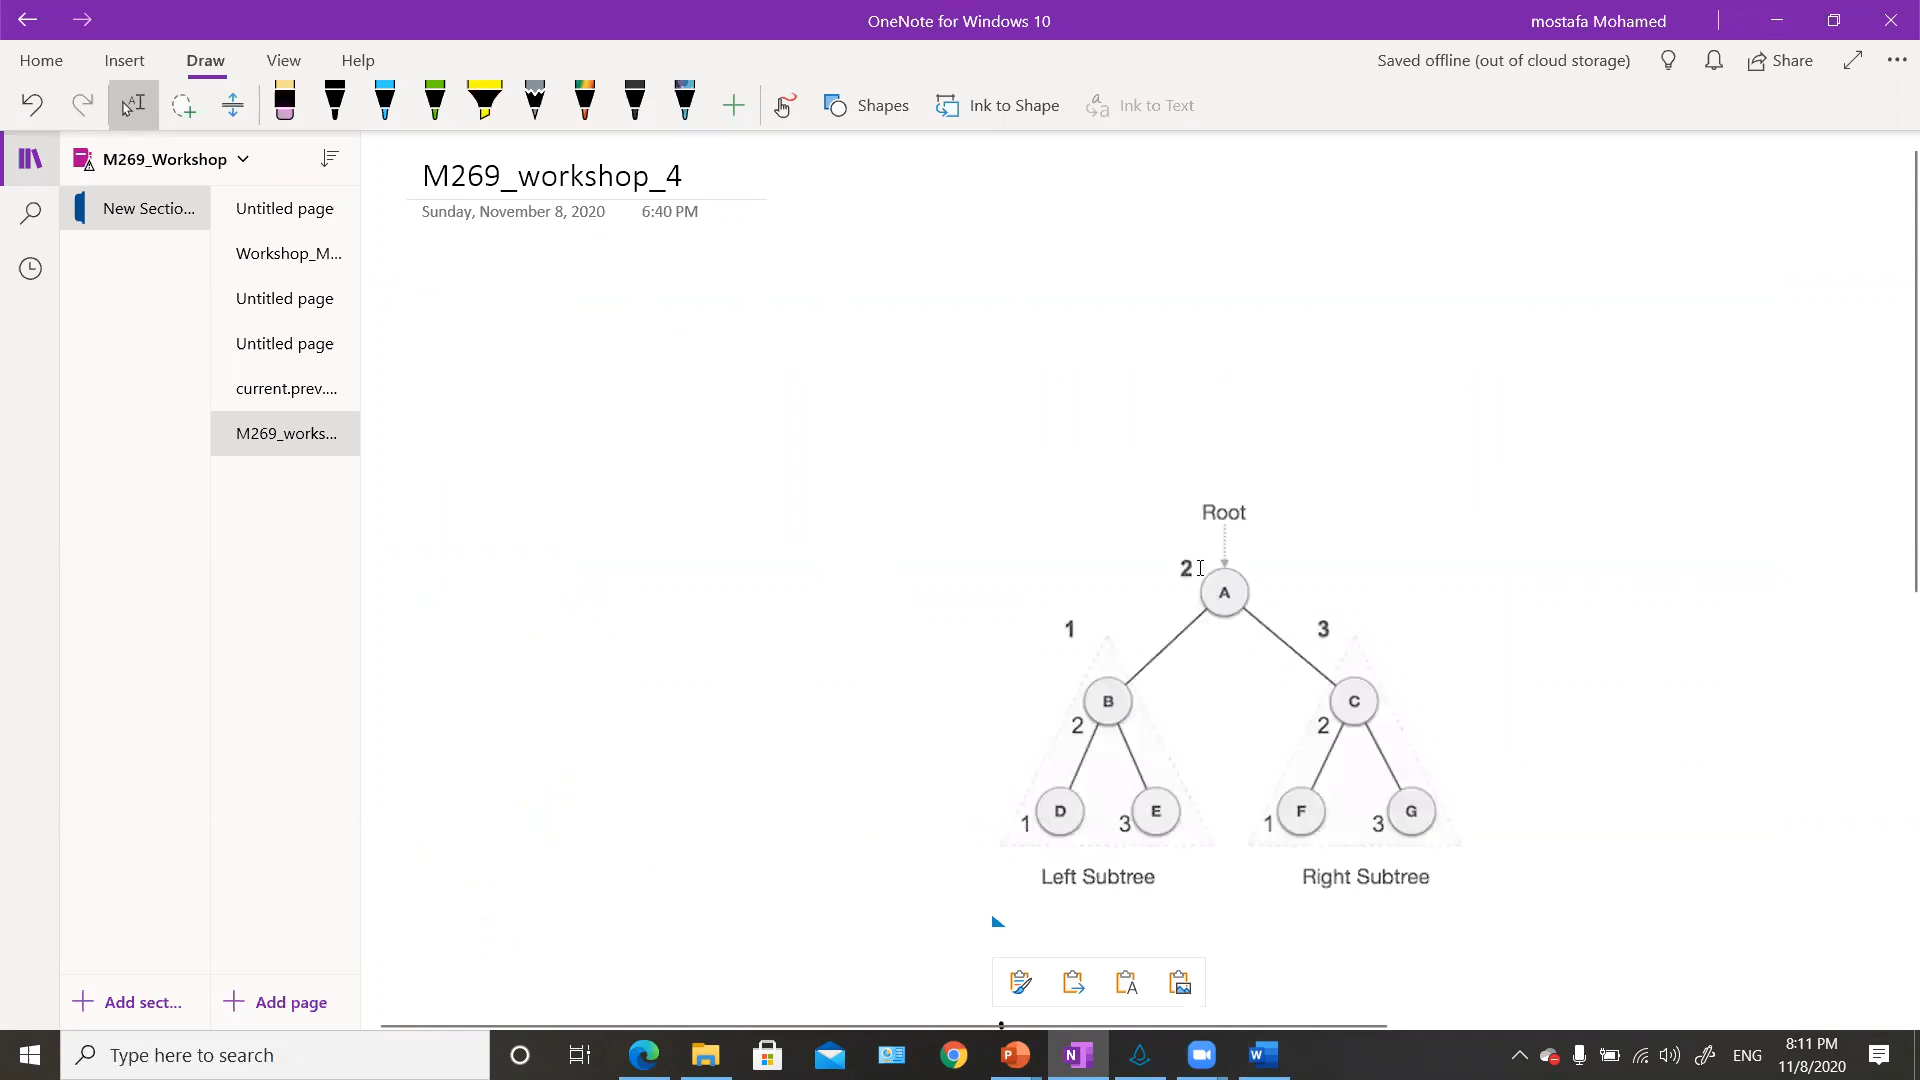 OneNote for Windows 10
mostafa Mohamed
Home Insert Draw View Help
Saved offline (out of cloud storage)
Share
Shapes
Ink to Shape
Ink to Text
M269_Workshop
New Sectio...
Untitled page
Workshop_M...
Untitled page
Untitled page
current.prev....
M269_works...
Add sect...
Add page
M269_workshop_4
Sunday, November 8, 2020 6:40 PM
Root
2
A
1
3
B
C
2
2
D
E
F
G
1
3
1
3
Left Subtree
Right Subtree
Type here to search
ENG
8:11 PM
11/8/2020